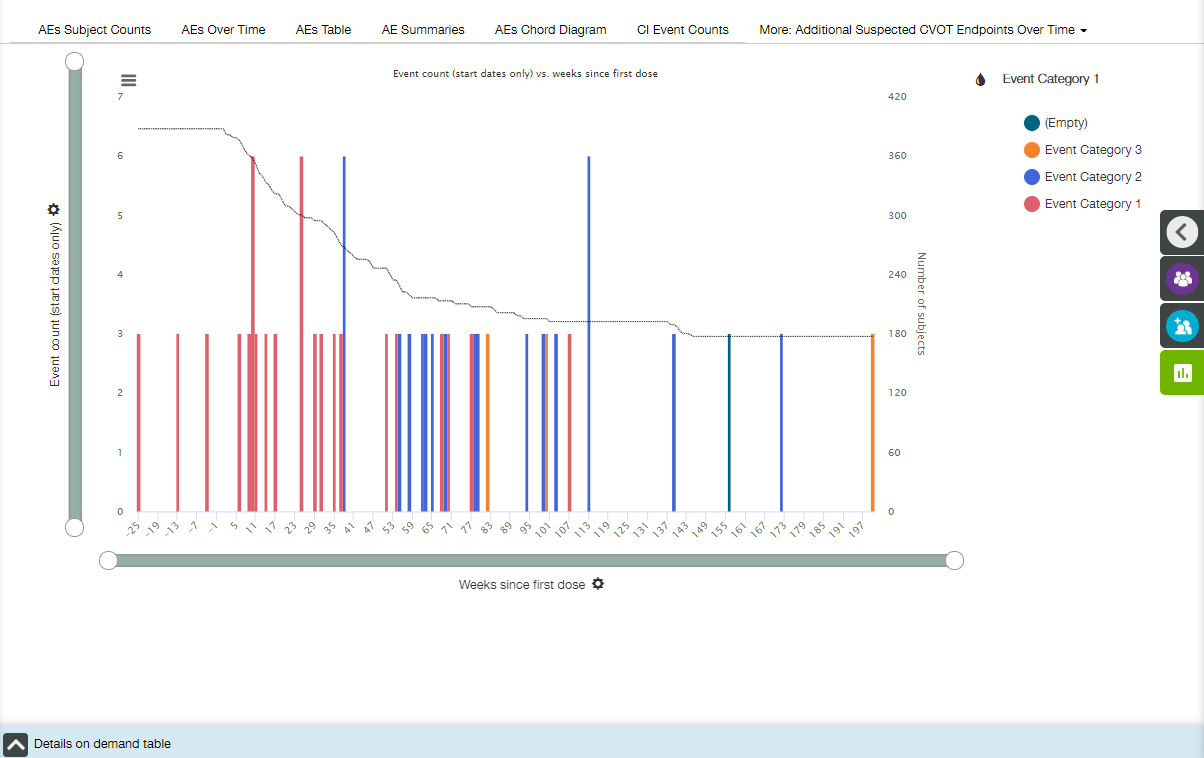 AEs Subject Counts AEs Over Time AEs Table AE Summaries AEs Chord Diagram CI Event Counts More: Additional Suspected CVOT Endpoints Over Time
Event count (start dates only) vs. weeks since first dose
Event Category 1
(Empty)
Event Category 3
Event Category 2
Event Category 1
Event count (start dates only)
7
6
5
4
3
2
1
0
420
360
300
240
180
120
60
0
Number of subjects
-25 -19 -13 -7 -1 5 11 17 23 29 35 41 47 53 59 65 71 77 83 89 95 101 107 113 119 125 131 137 143 149 155 161 167 173 179 185 191 197
Weeks since first dose
Details on demand table